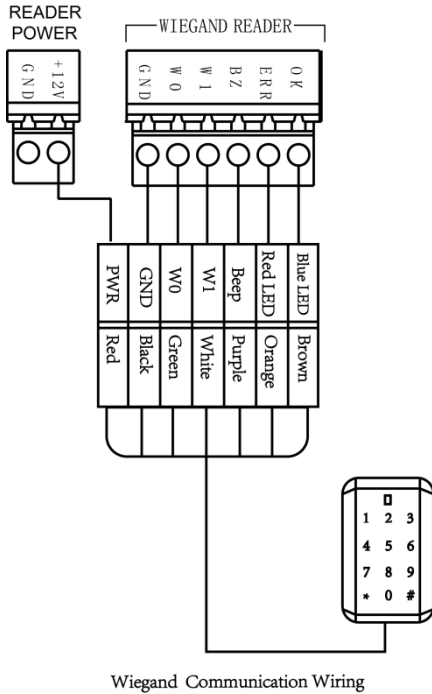 READER
POWER
WIEGAND READER
GND
+12V
GND
W0
W1
BZ
ERR
OK
PWR
GND
W0
W1
Beep
Red LED
Blue LED
Red
Black
Green
White
Purple
Orange
Brown
1 2 3
4 5 6
7 8 9
* 0 #
Wiegand Communication Wiring